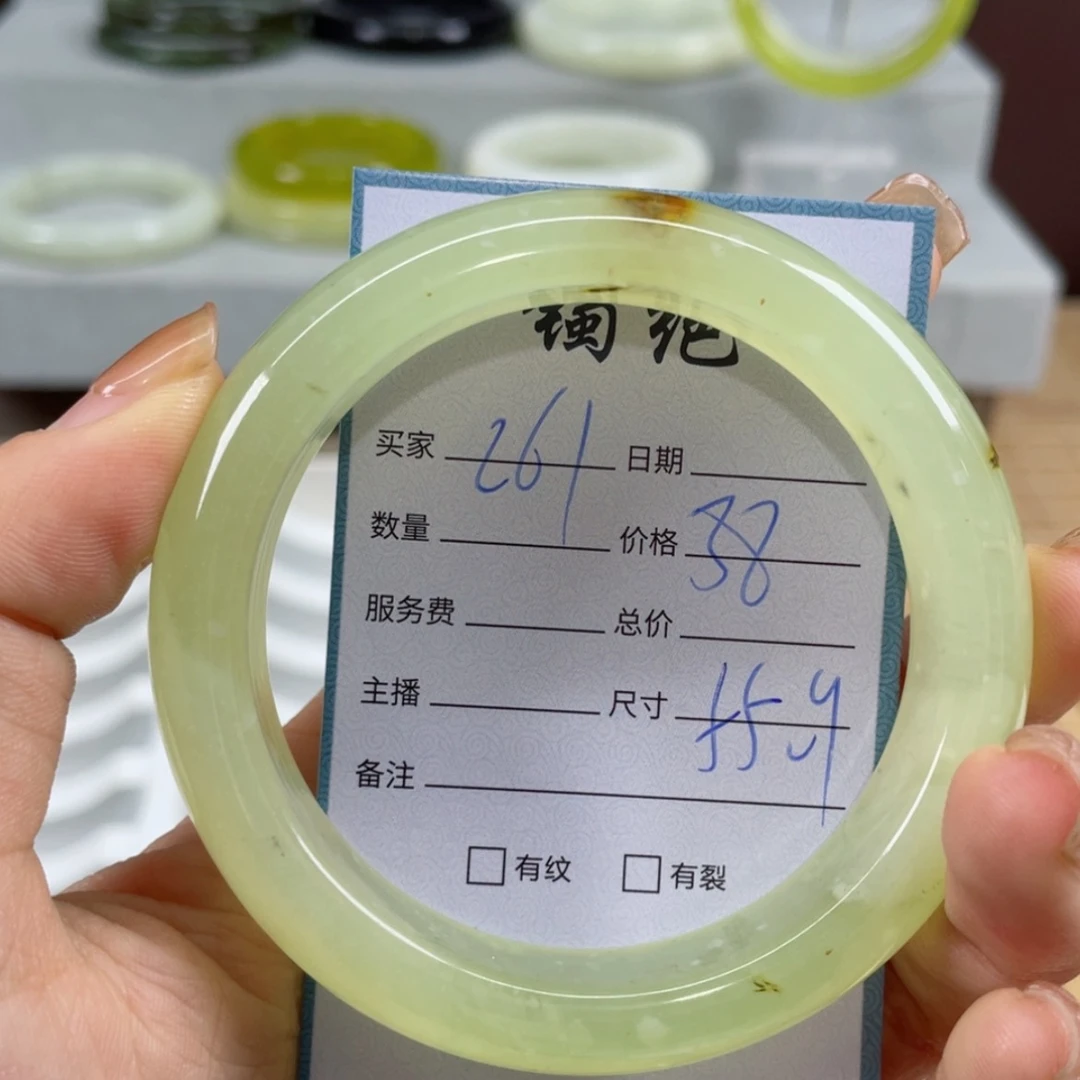 买家 261 日期
数量 价格 38
服务费 总价
主播 尺寸 55.9
备注
有纹 有裂